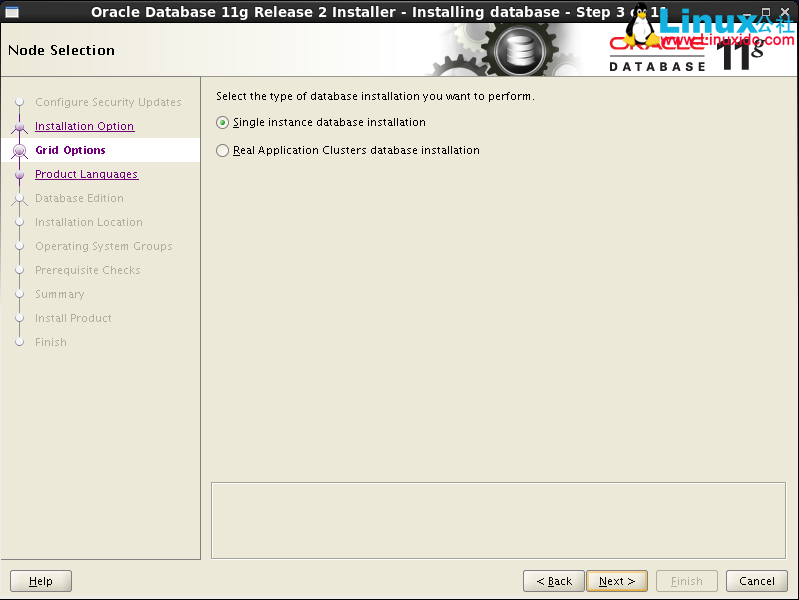 Oracle Database 11g Release 2 Installer - Installing database - Step 3 of 11
Linux公社
www.Linuxidc.com
Node Selection
ORACLE
DATABASE
11g
Configure Security Updates
Installation Option
Grid Options
Product Languages
Database Edition
Installation Location
Operating System Groups
Prerequisite Checks
Summary
Install Product
Finish
Select the type of database installation you want to perform.
Single instance database installation
Real Application Clusters database installation
Help
< Back
Next >
Finish
Cancel